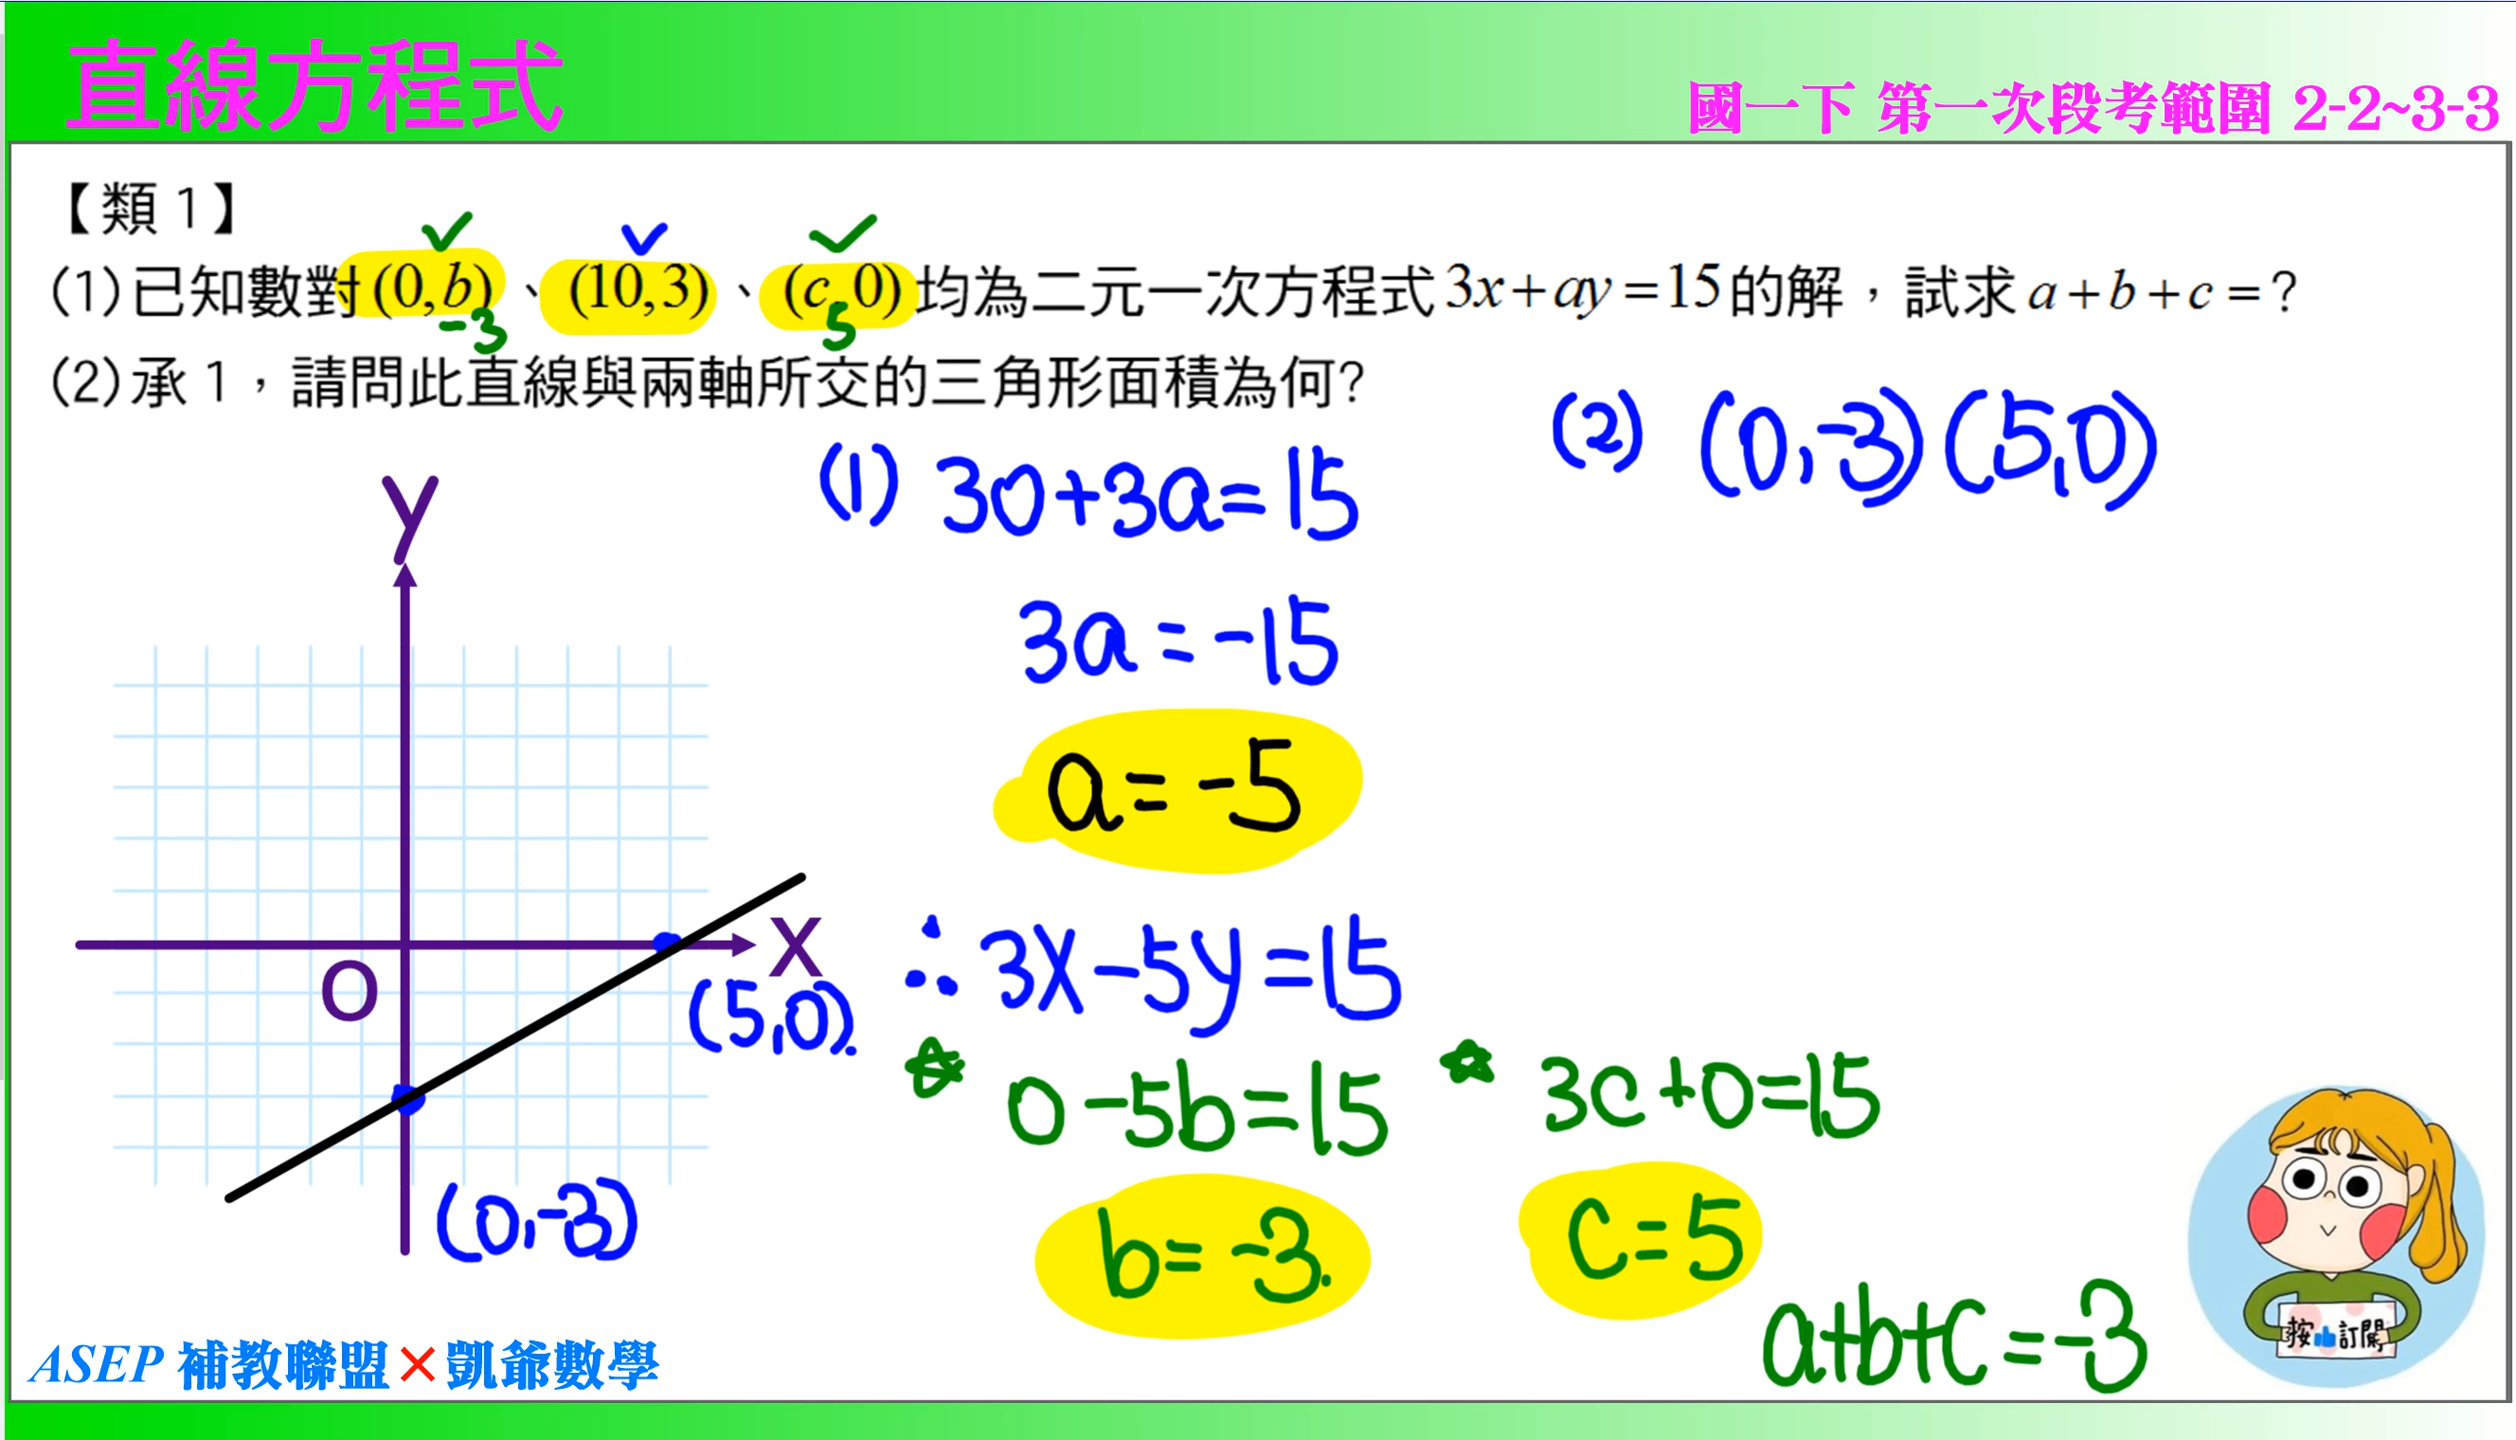 直線方程式
國一下 第一次段考範圍 2-2~3-3
【類1】
(1)已知數對(0,b)、(10,3)、(c,0)均為二元一次方程式3x+ay=15的解，試求a+b+c=?
-3
5
(2)承1，請問此直線與兩軸所交的三角形面積為何?
(2) (0,-3)(5,0)
(1) 30+3a=15
3a=-15
a=-5
∴3x-5y=15
0-5b=15
3c+0=15
b=-3.
c=5
a+b+c=-3
y
x
O
(5,0).
(0,-3)
按訂閱
ASEP 補教聯盟×凱爺數學